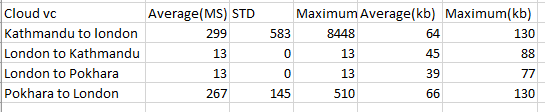 Cloud vc Average(MS) STD Maximum Average(kb) Maximum(kb)
Kathmandu to london 299 583 8448 64 130
London to Kathmandu 13 0 13 45 88
London to Pokhara 13 0 13 39 77
Pokhara to London 267 145 510 66 130